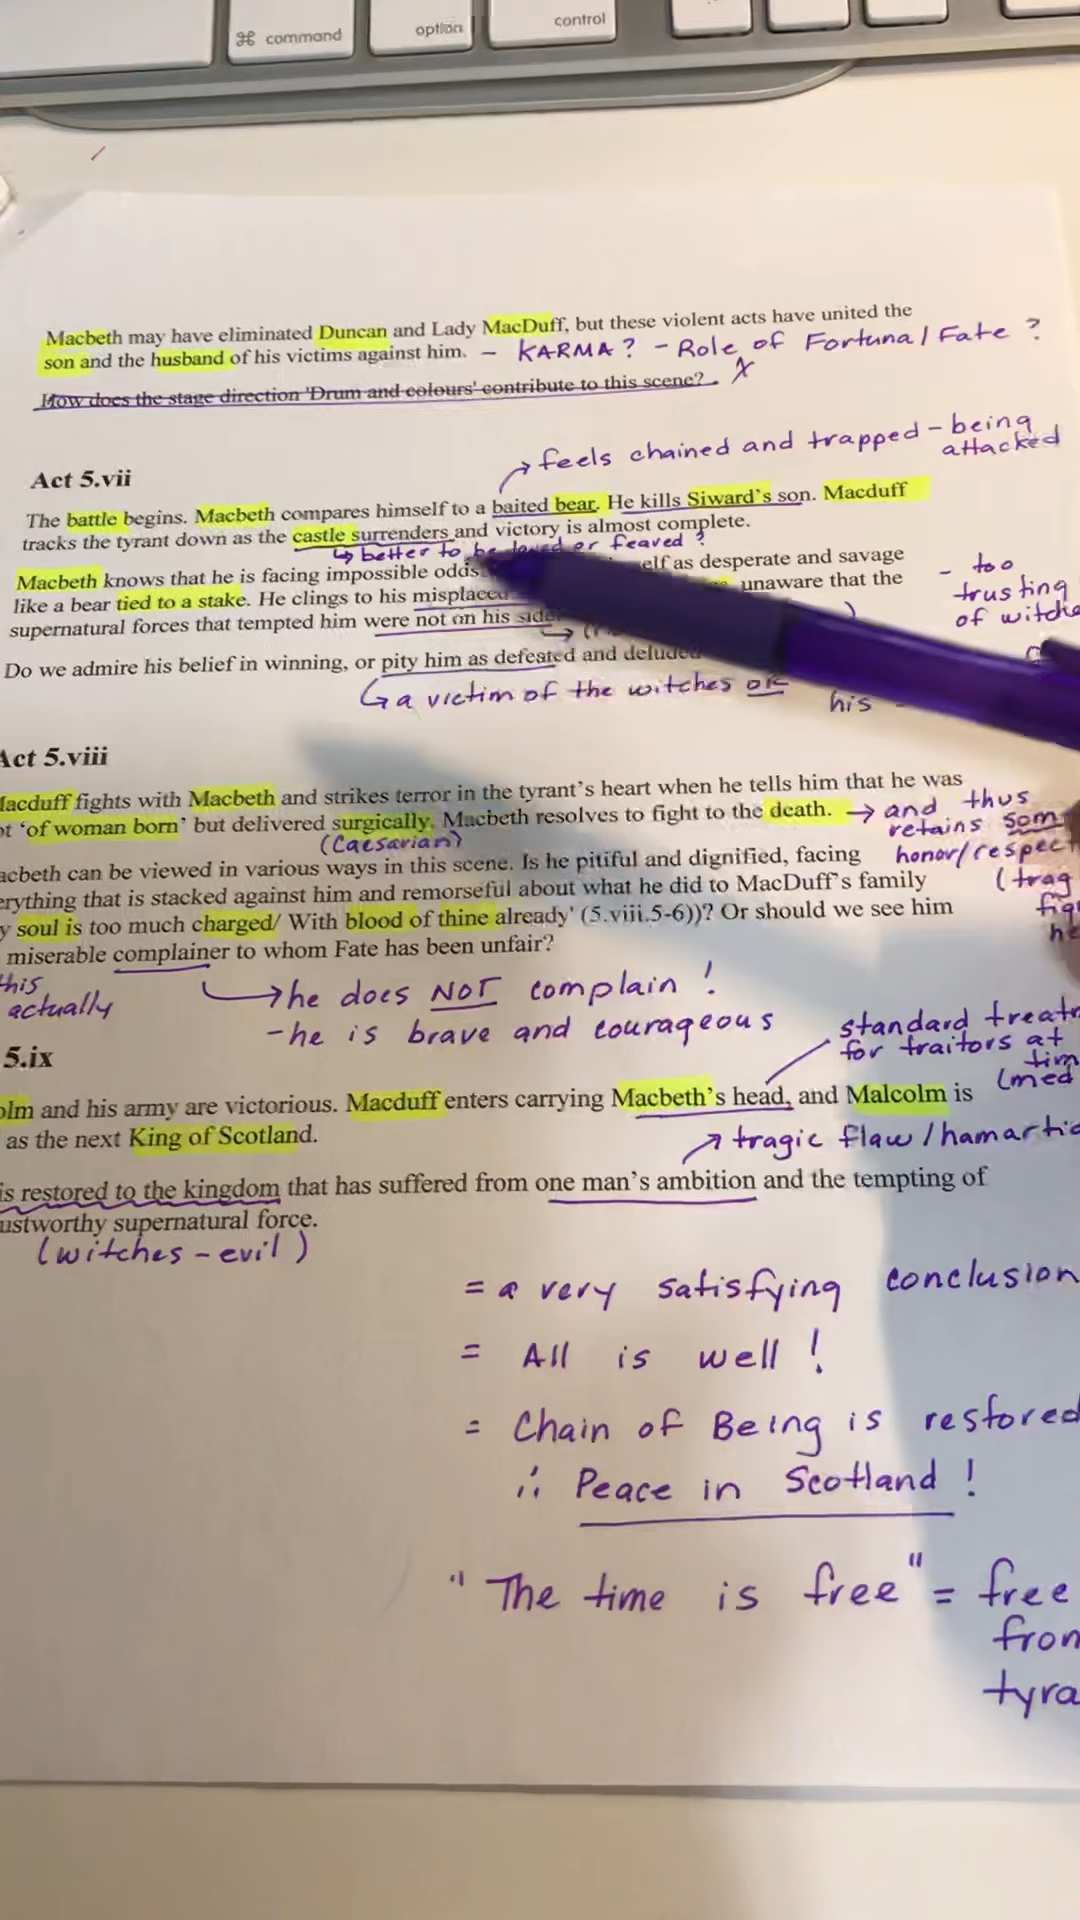 ⌘ command
option
control
Macbeth may have eliminated Duncan and Lady MacDuff, but these violent acts have united the
son and the husband of his victims against him. - KARMA? - Role of Fortuna/Fate?
How does the stage direction 'Drum and colours' contribute to this scene? X
feels chained and trapped - being
attacked
Act 5.vii
The battle begins. Macbeth compares himself to a baited bear. He kills Siward's son. Macduff
tracks the tyrant down as the castle surrenders and victory is almost complete.
↳ better to be loved or feared?
Macbeth knows that he is facing impossible odds elf as desperate and savage
like a bear tied to a stake. He clings to his misplaced unaware that the
supernatural forces that tempted him were not on his side
- too
trusting
of witche
Do we admire his belief in winning, or pity him as defeated and deluded
↳ a victim of the witches OR
his -
Act 5.viii
Macduff fights with Macbeth and strikes terror in the tyrant's heart when he tells him that he was
ot 'of woman born' but delivered surgically. Macbeth resolves to fight to the death. → and thus
(Caesarian)
retains som
honor/respect
(trag
fig
he
acbeth can be viewed in various ways in this scene. Is he pitiful and dignified, facing
erything that is stacked against him and remorseful about what he did to MacDuff's family
y soul is too much charged/ With blood of thine already' (5.viii.5-6))? Or should we see him
miserable complainer to whom Fate has been unfair?
this
actually
→ he does NOT complain!
- he is brave and courageous
standard treatm
for traitors at
tim
(med
5.ix
olm and his army are victorious. Macduff enters carrying Macbeth's head, and Malcolm is
as the next King of Scotland.
→ tragic flaw/hamartia
is restored to the kingdom that has suffered from one man's ambition and the tempting of
ustworthy supernatural force.
(witches - evil)
= a very satisfying conclusion
= All is well!
= Chain of Being is restored
∴ Peace in Scotland!
"The time is free" = free
from
tyra